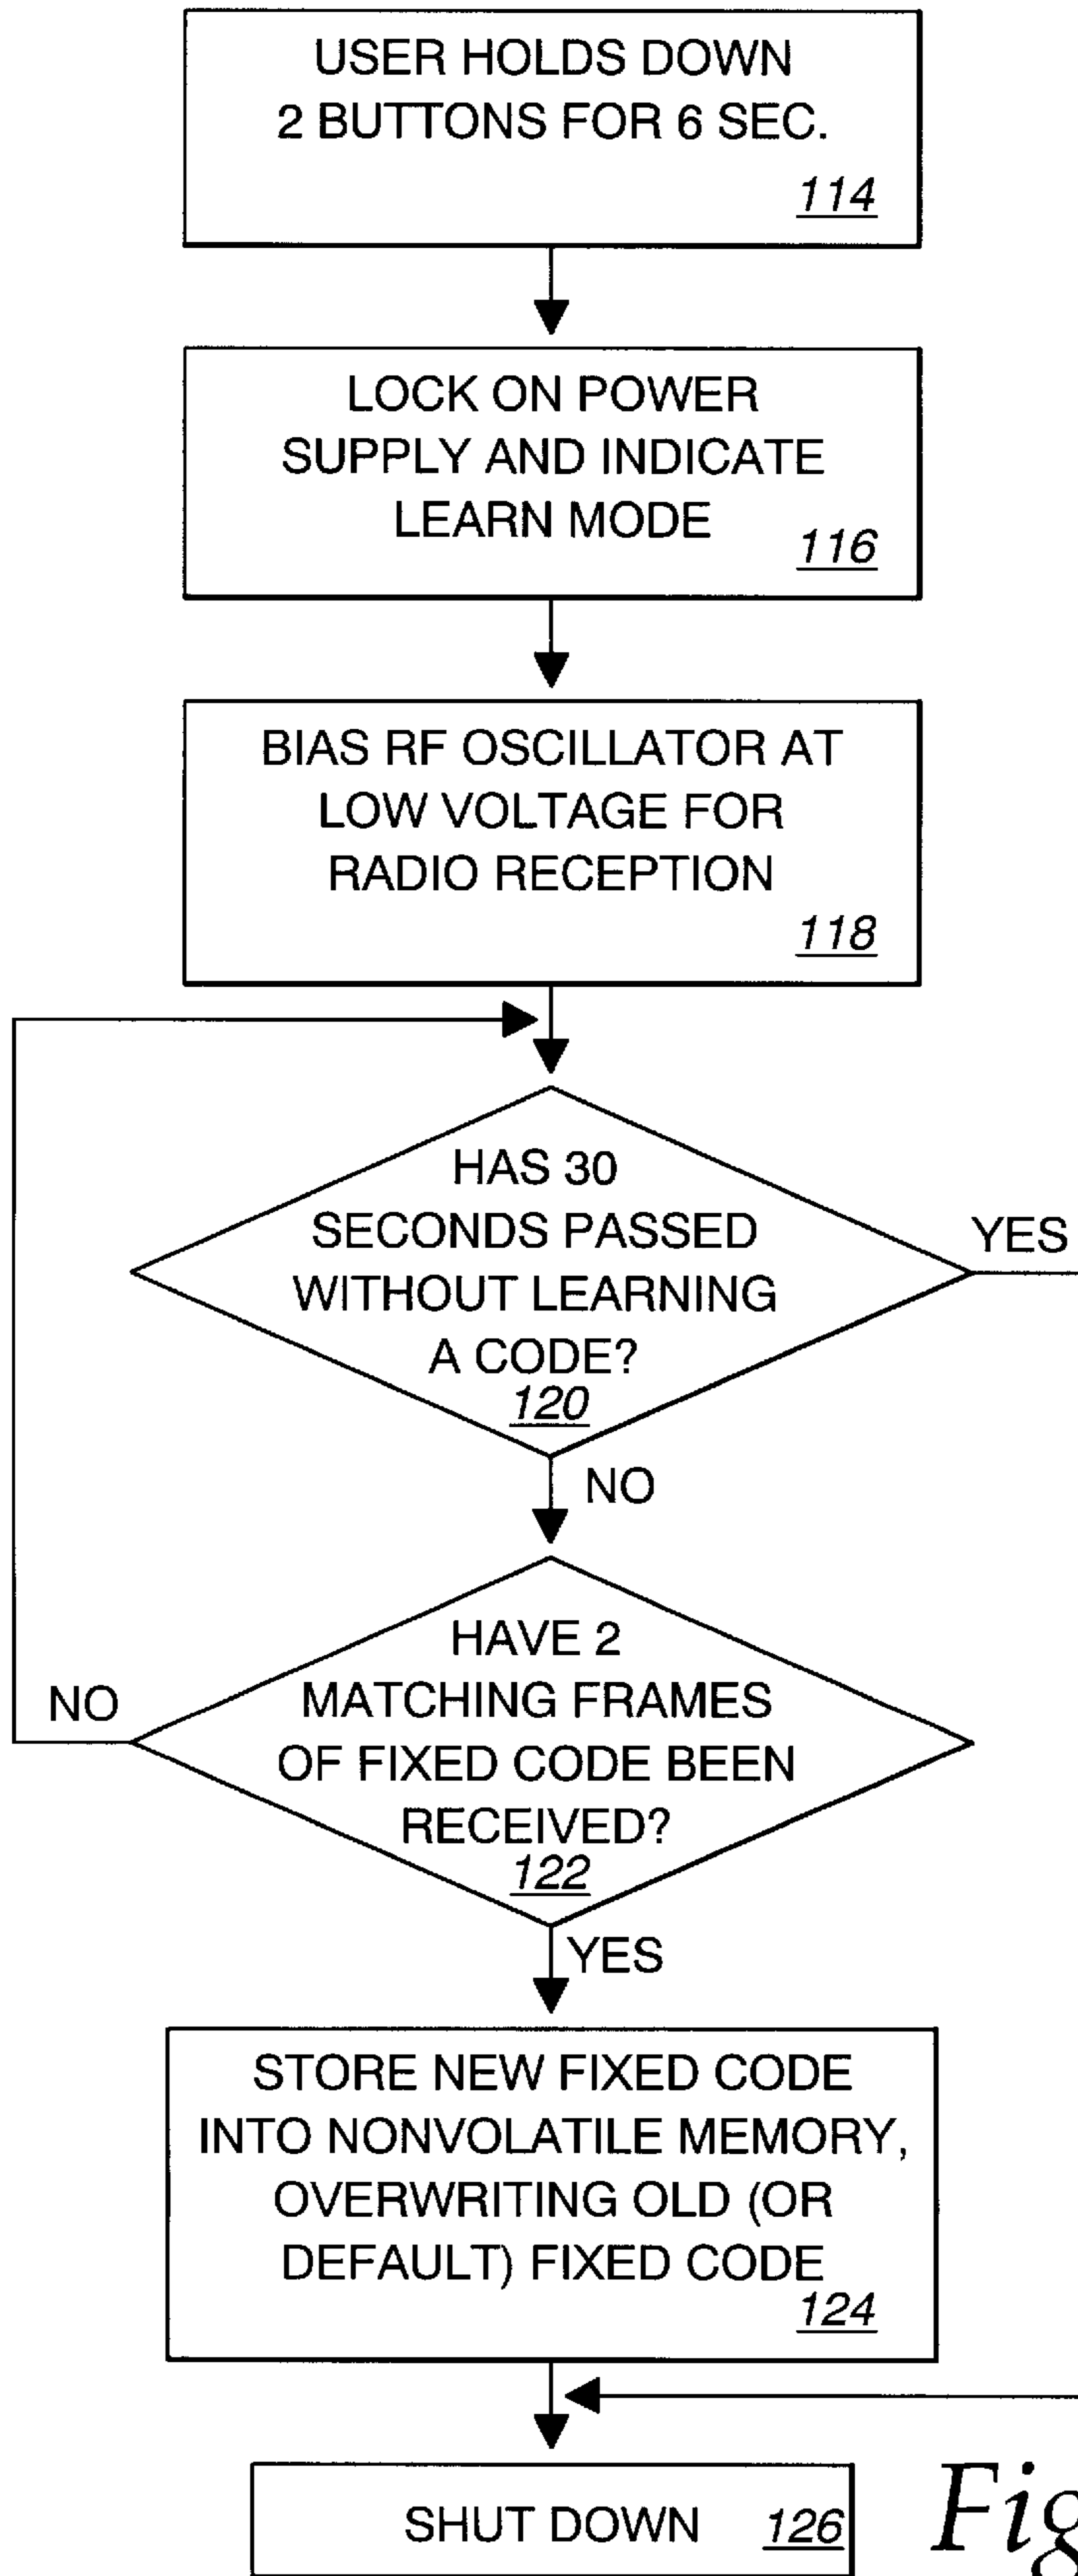 USER HOLDS DOWN
2 BUTTONS FOR 6 SEC.
114
LOCK ON POWER
SUPPLY AND INDICATE
LEARN MODE
116
BIAS RF OSCILLATOR AT
LOW VOLTAGE FOR
RADIO RECEPTION
118
HAS 30
SECONDS PASSED
WITHOUT LEARNING
A CODE?
120
YES
NO
HAVE 2
MATCHING FRAMES
OF FIXED CODE BEEN
RECEIVED?
122
NO
YES
STORE NEW FIXED CODE
INTO NONVOLATILE MEMORY,
OVERWRITING OLD (OR
DEFAULT) FIXED CODE
124
SHUT DOWN 126
Fig